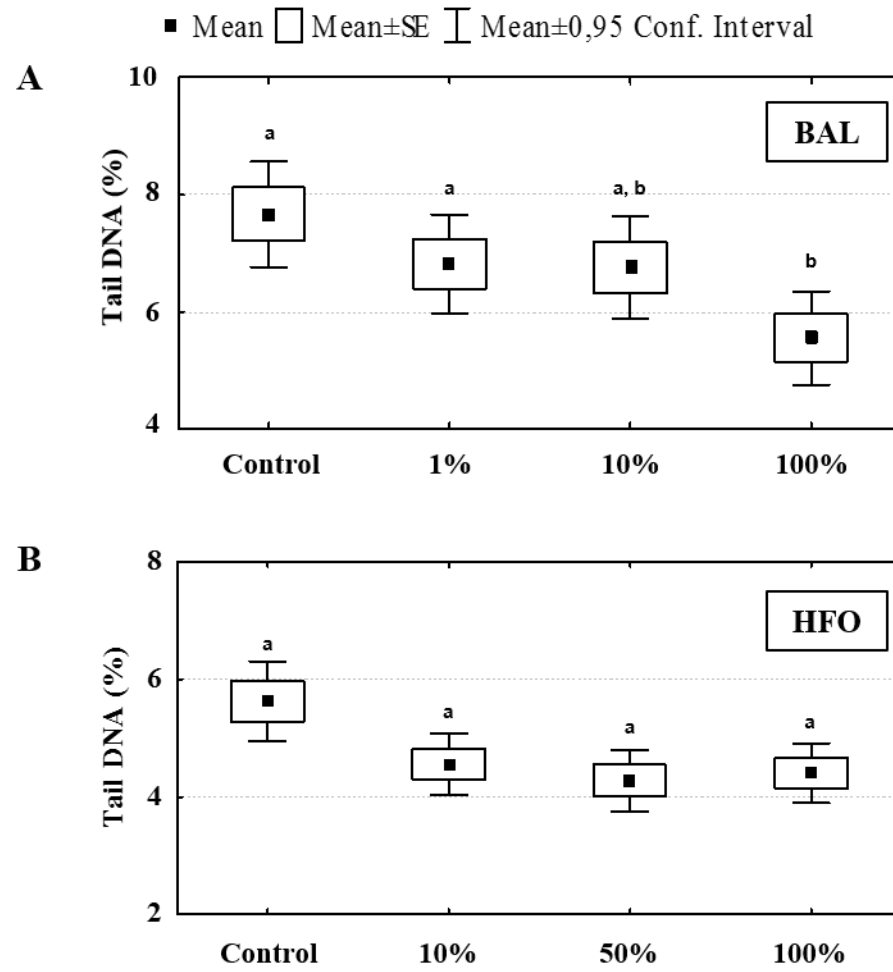 Mean Mean±SE Mean±0,95 Conf. Interval
A
BAL
Tail DNA (%)
10
8
6
4
a
a
a, b
b
Control 1% 10% 100%
B
HFO
Tail DNA (%)
8
6
4
2
a
a
a
a
Control 10% 50% 100%